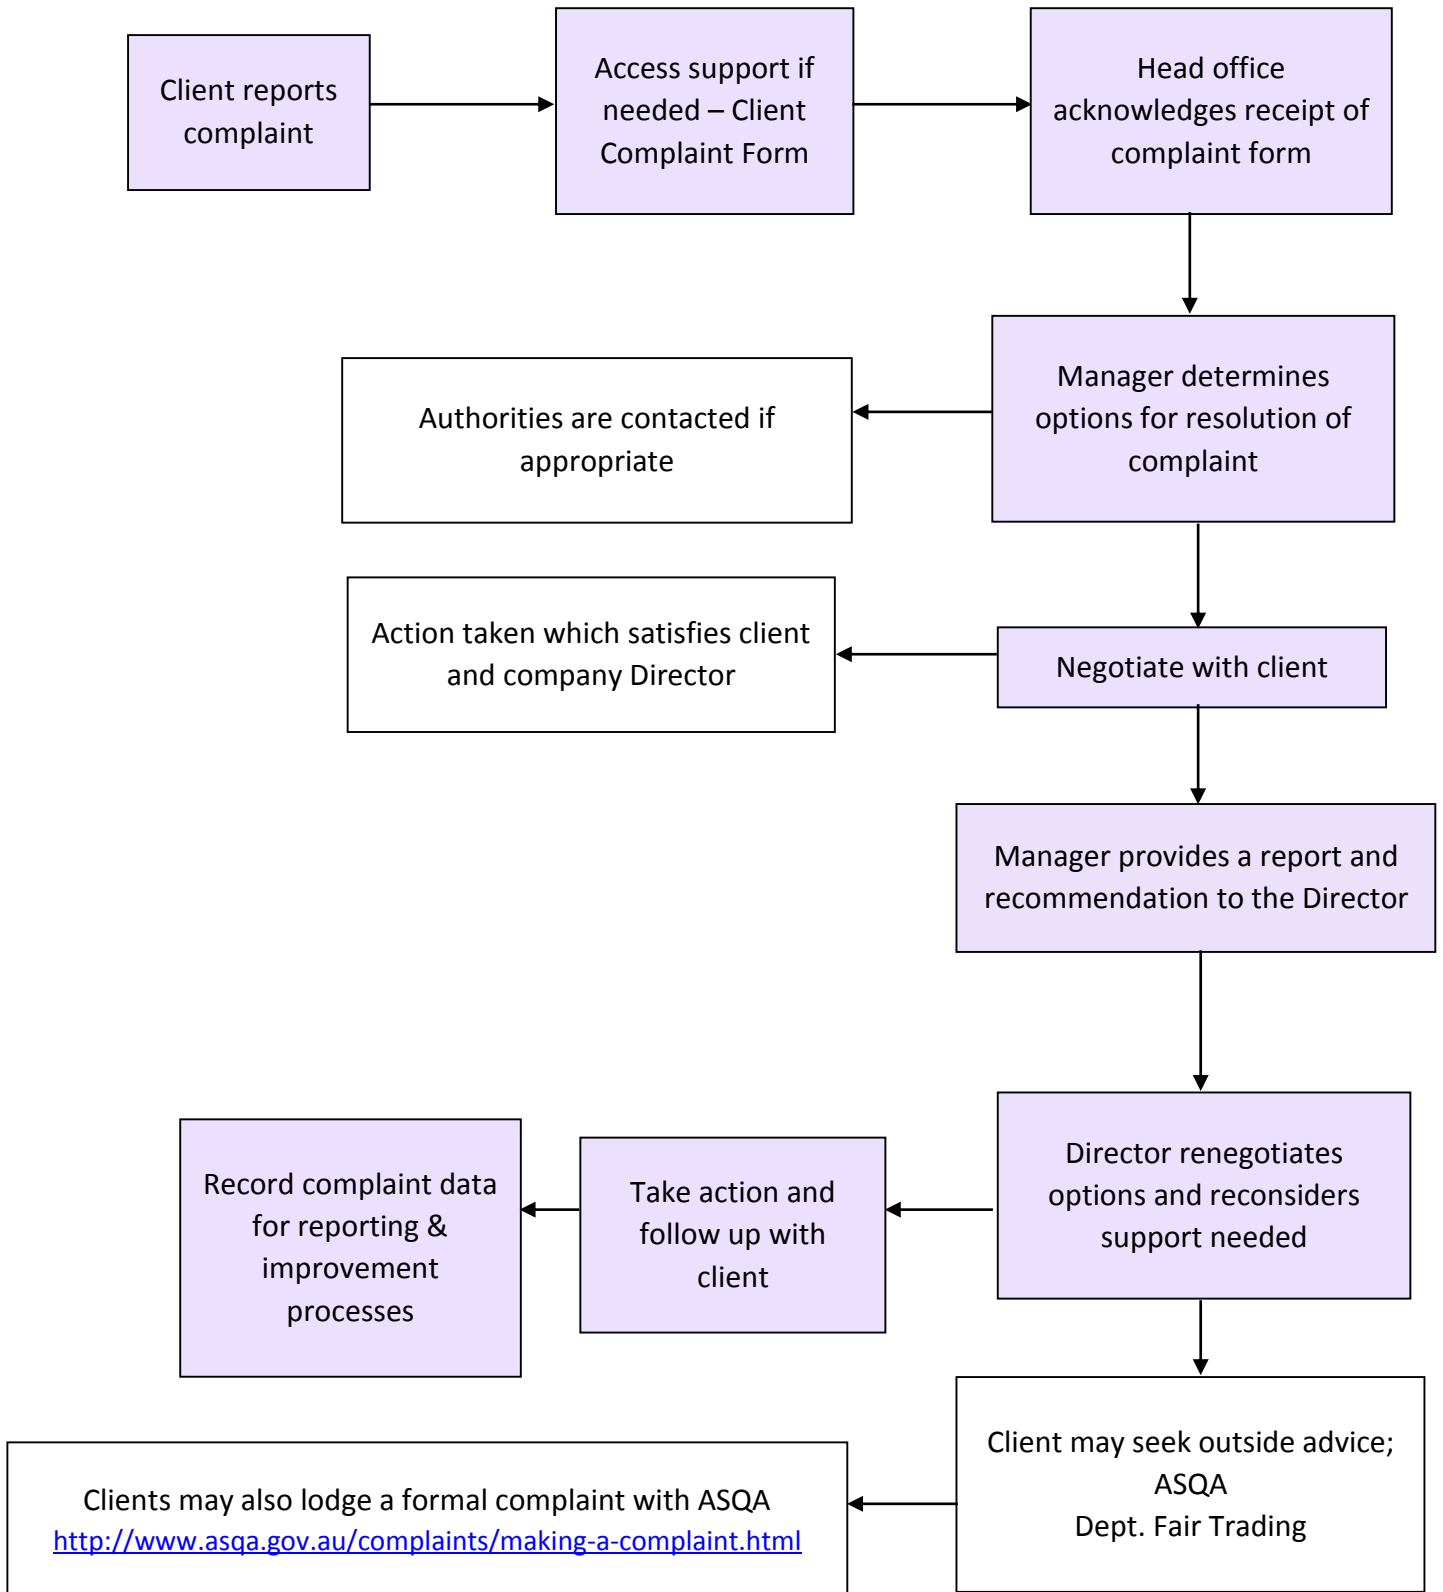 Client reports
complaint
Access support if
needed – Client
Complaint Form
Head office
acknowledges receipt of
complaint form
Manager determines
options for resolution of
complaint
Authorities are contacted if
appropriate
Negotiate with client
Action taken which satisfies client
and company Director
Manager provides a report and
recommendation to the Director
Director renegotiates
options and reconsiders
support needed
Take action and
follow up with
client
Record complaint data
for reporting &
improvement
processes
Client may seek outside advice;
ASQA
Dept. Fair Trading
Clients may also lodge a formal complaint with ASQA
http://www.asqa.gov.au/complaints/making-a-complaint.html